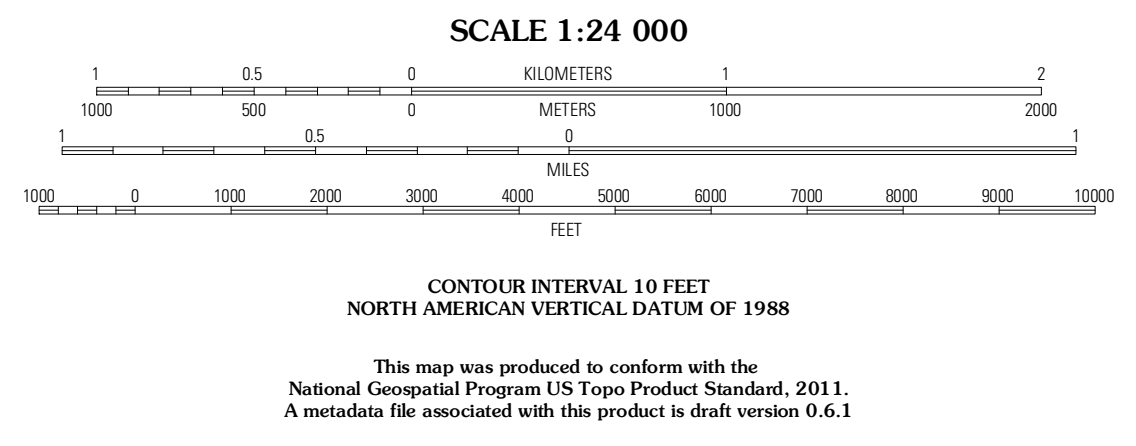 SCALE 1:24 000
1 0.5 0 KILOMETERS 1 2
1000 500 0 METERS 1000 2000
1 0.5 0 1
MILES
1000 0 1000 2000 3000 4000 5000 6000 7000 8000 9000 10000
FEET
CONTOUR INTERVAL 10 FEET
NORTH AMERICAN VERTICAL DATUM OF 1988
This map was produced to conform with the
National Geospatial Program US Topo Product Standard, 2011.
A metadata file associated with this product is draft version 0.6.1